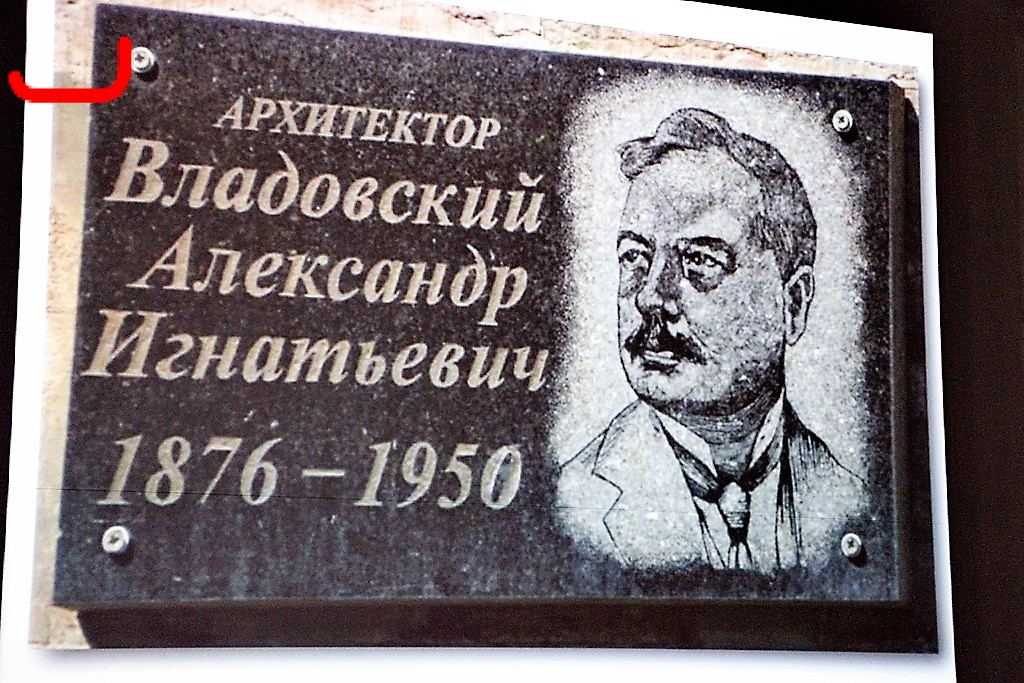 АРХИТЕКТОР
Владовский
Александр
Игнатьевич
1876 – 1950